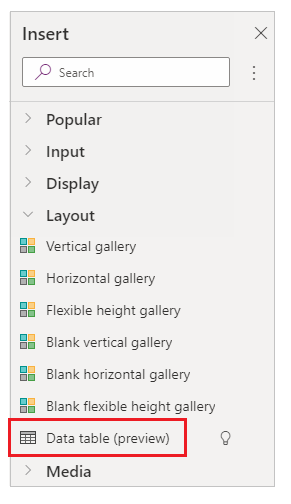 Insert
Search
Popular
Input
Display
Layout
Vertical gallery
Horizontal gallery
Flexible height gallery
Blank vertical gallery
Blank horizontal gallery
Blank flexible height gallery
Data table (preview)
Media